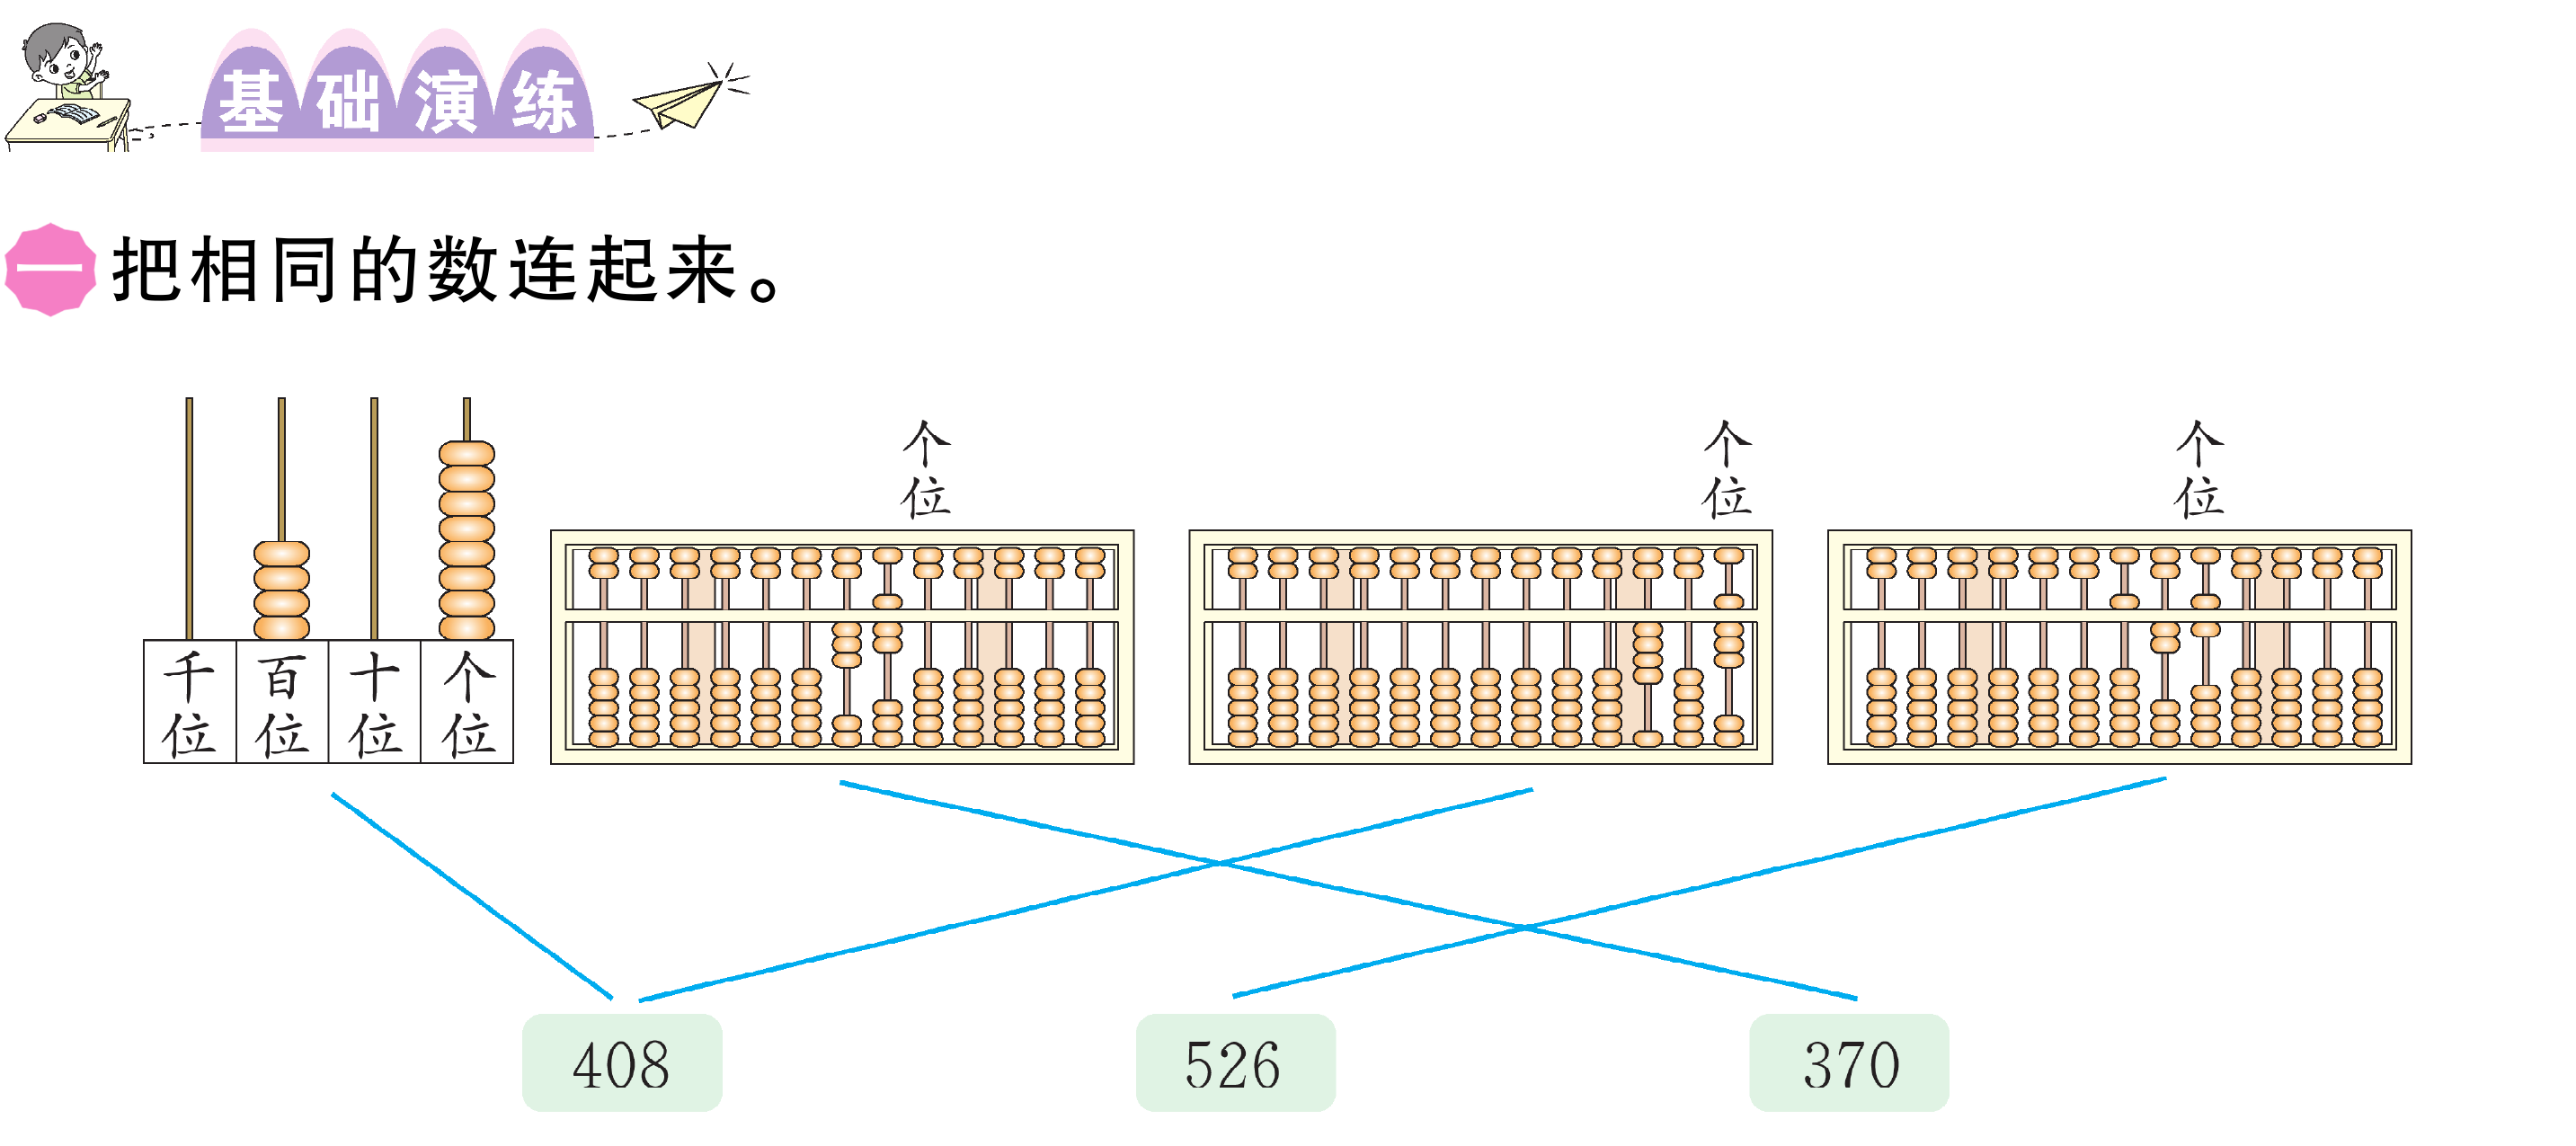 基础演练
一 把相同的数连起来。
个位 个位 个位
千位 百位 十位 个位
408 526 370